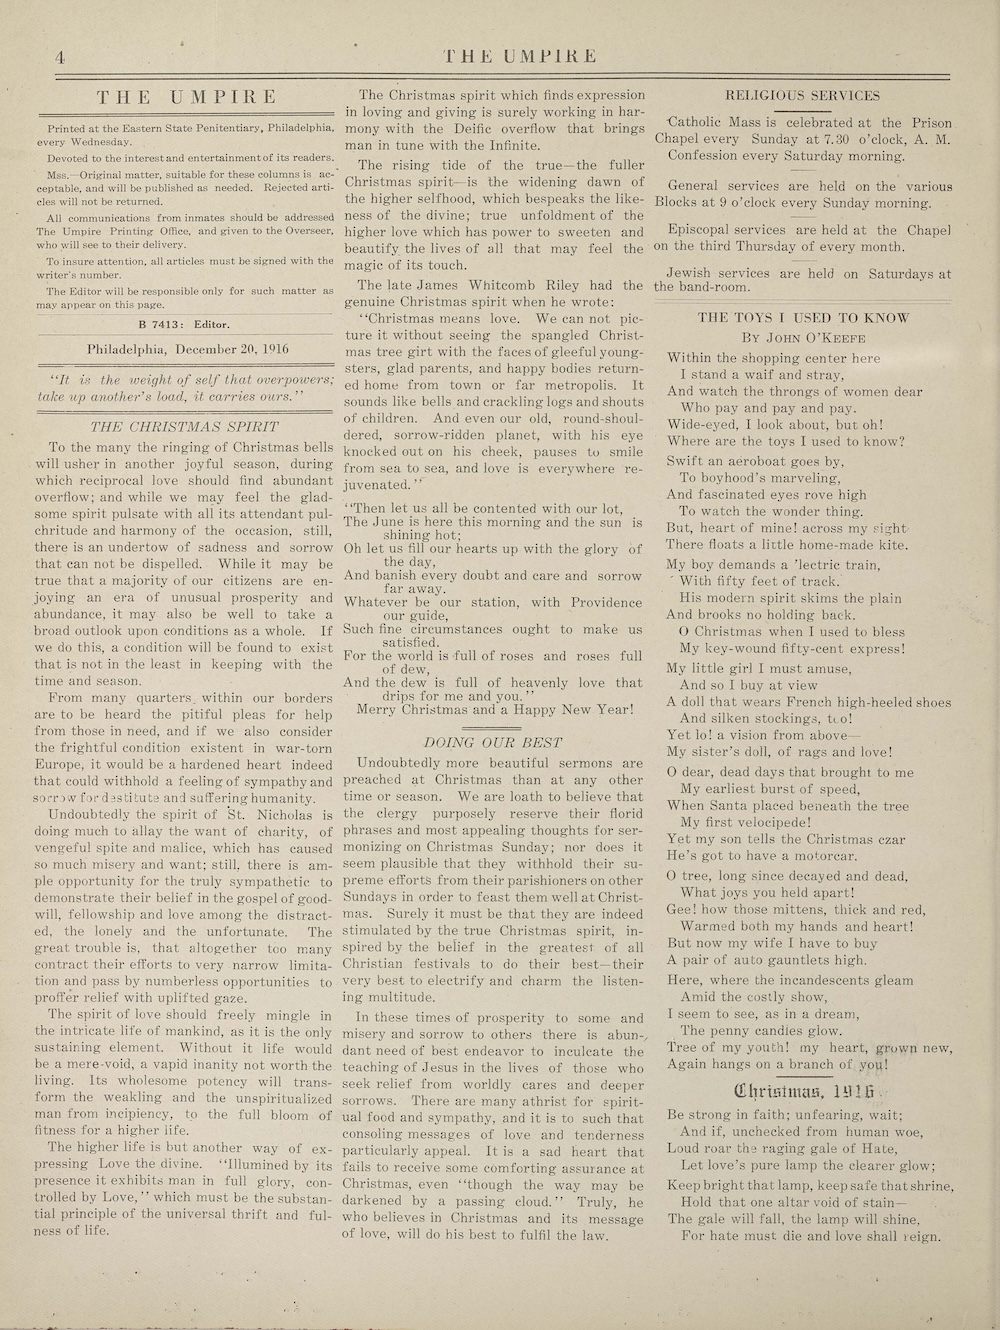 4
THE UMPIRE
THE UMPIRE
Printed at the Eastern State Penitentiary, Philadelphia,
every Wednesday.
Devoted to the interest and entertainment of its readers.
Mss.—Original matter, suitable for these columns is ac-
ceptable, and will be published as needed. Rejected arti-
cles will not be returned.
All communications from inmates should be addressed
The Umpire Printing Office, and given to the Overseer,
who will see to their delivery.
To insure attention, all articles must be signed with the
writer's number.
The Editor will be responsible only for such matter as
may appear on this page.
B 7413: Editor.
Philadelphia, December 20, 1916
"It is the weight of self that overpowers;
take up another's load, it carries ours."
THE CHRISTMAS SPIRIT
To the many the ringing of Christmas bells
will usher in another joyful season, during
which reciprocal love should find abundant
overflow; and while we may feel the glad-
some spirit pulsate with all its attendant pul-
chritude and harmony of the occasion, still,
there is an undertow of sadness and sorrow
that can not be dispelled. While it may be
true that a majority of our citizens are en-
joying an era of unusual prosperity and
abundance, it may also be well to take a
broad outlook upon conditions as a whole. If
we do this, a condition will be found to exist
that is not in the least in keeping with the
time and season.
From many quarters within our borders
are to be heard the pitiful pleas for help
from those in need, and if we also consider
the frightful condition existent in war-torn
Europe, it would be a hardened heart indeed
that could withhold a feeling of sympathy and
sorrow for destitute and suffering humanity.
Undoubtedly the spirit of St. Nicholas is
doing much to allay the want of charity, of
vengeful spite and malice, which has caused
so much misery and want; still, there is am-
ple opportunity for the truly sympathetic to
demonstrate their belief in the gospel of good-
will, fellowship and love among the distract-
ed, the lonely and the unfortunate. The
great trouble is, that altogether too many
contract their efforts to very narrow limita-
tion and pass by numberless opportunities to
proffer relief with uplifted gaze.
The spirit of love should freely mingle in
the intricate life of mankind, as it is the only
sustaining element. Without it life would
be a mere-void, a vapid inanity not worth the
living. Its wholesome potency will trans-
form the weakling and the unspiritualized
man from incipiency, to the full bloom of
fitness for a higher life.
The higher life is but another way of ex-
pressing Love the divine. "Illumined by its
presence it exhibits man in full glory, con-
trolled by Love," which must be the substan-
tial principle of the universal thrift and ful-
ness of life.
The Christmas spirit which finds expression
in loving and giving is surely working in har-
mony with the Deific overflow that brings
man in tune with the Infinite.
The rising tide of the true—the fuller
Christmas spirit—is the widening dawn of
the higher selfhood, which bespeaks the like-
ness of the divine; true unfoldment of the
higher love which has power to sweeten and
beautify the lives of all that may feel the
magic of its touch.
The late James Whitcomb Riley had the
genuine Christmas spirit when he wrote:
"Christmas means love. We can not pic-
ture it without seeing the spangled Christ-
mas tree girt with the faces of gleeful young-
sters, glad parents, and happy bodies return-
ed home from town or far metropolis. It
sounds like bells and crackling logs and shouts
of children. And even our old, round-shoul-
dered, sorrow-ridden planet, with his eye
knocked out on his cheek, pauses to smile
from sea to sea, and love is everywhere re-
juvenated."
"Then let us all be contented with our lot,
The June is here this morning and the sun is
shining hot;
Oh let us fill our hearts up with the glory of
the day,
And banish every doubt and care and sorrow
far away.
Whatever be our station, with Providence
our guide,
Such fine circumstances ought to make us
satisfied.
For the world is full of roses and roses full
of dew,
And the dew is full of heavenly love that
drips for me and you."
Merry Christmas and a Happy New Year!
DOING OUR BEST
Undoubtedly more beautiful sermons are
preached at Christmas than at any other
time or season. We are loath to believe that
the clergy purposely reserve their florid
phrases and most appealing thoughts for ser-
monizing on Christmas Sunday; nor does it
seem plausible that they withhold their su-
preme efforts from their parishioners on other
Sundays in order to feast them well at Christ-
mas. Surely it must be that they are indeed
stimulated by the true Christmas spirit, in-
spired by the belief in the greatest of all
Christian festivals to do their best—their
very best to electrify and charm the listen-
ing multitude.
In these times of prosperity to some and
misery and sorrow to others there is abun-
dant need of best endeavor to inculcate the
teaching of Jesus in the lives of those who
seek relief from worldly cares and deeper
sorrows. There are many athrist for spirit-
ual food and sympathy, and it is to such that
consoling messages of love and tenderness
particularly appeal. It is a sad heart that
fails to receive some comforting assurance at
Christmas, even "though the way may be
darkened by a passing cloud." Truly, he
who believes in Christmas and its message
of love, will do his best to fulfil the law.
RELIGIOUS SERVICES
Catholic Mass is celebrated at the Prison
Chapel every Sunday at 7.30 o'clock, A. M.
Confession every Saturday morning.
General services are held on the various
Blocks at 9 o'clock every Sunday morning.
Episcopal services are held at the Chapel
on the third Thursday of every month.
Jewish services are held on Saturdays at
the band-room.
THE TOYS I USED TO KNOW
By John O'Keefe
Within the shopping center here
I stand a waif and stray,
And watch the throngs of women dear
Who pay and pay and pay.
Wide-eyed, I look about, but oh!
Where are the toys I used to know?
Swift an aeroboat goes by,
To boyhood's marveling,
And fascinated eyes rove high
To watch the wonder thing.
But, heart of mine! across my sight
There floats a little home-made kite.
My boy demands a 'lectric train,
With fifty feet of track.
His modern spirit skims the plain
And brooks no holding back.
O Christmas when I used to bless
My key-wound fifty-cent express!
My little girl I must amuse,
And so I buy at view
A doll that wears French high-heeled shoes
And silken stockings, too!
Yet lo! a vision from above—
My sister's doll, of rags and love!
O dear, dead days that brought to me
My earliest burst of speed,
When Santa placed beneath the tree
My first velocipede!
Yet my son tells the Christmas czar
He's got to have a motorcar.
O tree, long since decayed and dead,
What joys you held apart!
Gee! how those mittens, thick and red,
Warmed both my hands and heart!
But now my wife I have to buy
A pair of auto gauntlets high.
Here, where the incandescents gleam
Amid the costly show,
I seem to see, as in a dream,
The penny candies glow.
Tree of my youth! my heart, grown new,
Again hangs on a branch of you!
Christmas, 1916
Be strong in faith; unfearing, wait;
And if, unchecked from human woe,
Loud roar the raging gale of Hate,
Let love's pure lamp the clearer glow;
Keep bright that lamp, keep safe that shrine,
Hold that one altar void of stain—
The gale will fall, the lamp will shine,
For hate must die and love shall reign.